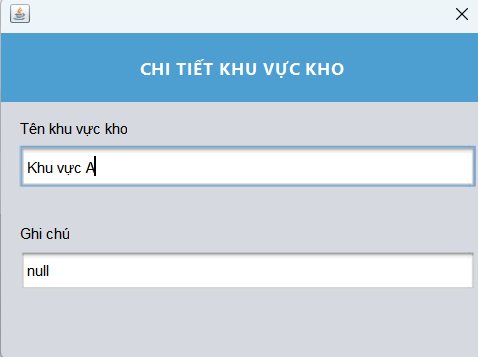 CHI TIẾT KHU VỰC KHO
Tên khu vực kho
Khu vực A
Ghi chú
null